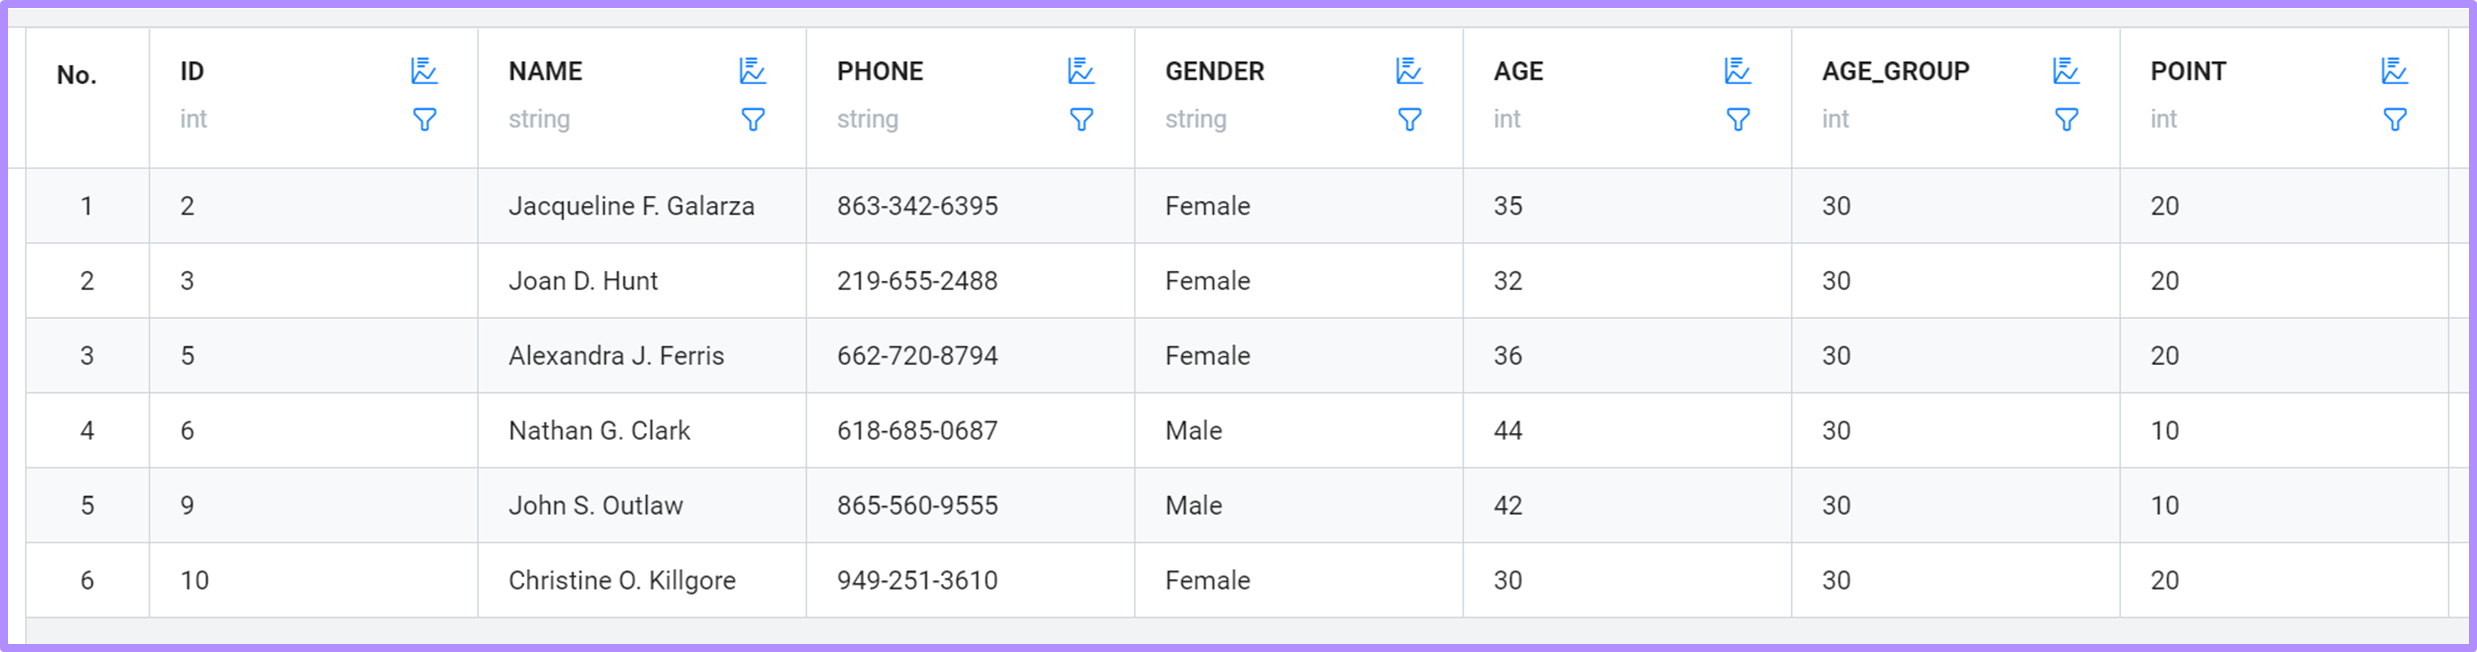 No. ID NAME PHONE GENDER AGE AGE_GROUP POINT
int string string string int int int
1 2 Jacqueline F. Galarza 863-342-6395 Female 35 30 20
2 3 Joan D. Hunt 219-655-2488 Female 32 30 20
3 5 Alexandra J. Ferris 662-720-8794 Female 36 30 20
4 6 Nathan G. Clark 618-685-0687 Male 44 30 10
5 9 John S. Outlaw 865-560-9555 Male 42 30 10
6 10 Christine O. Killgore 949-251-3610 Female 30 30 20